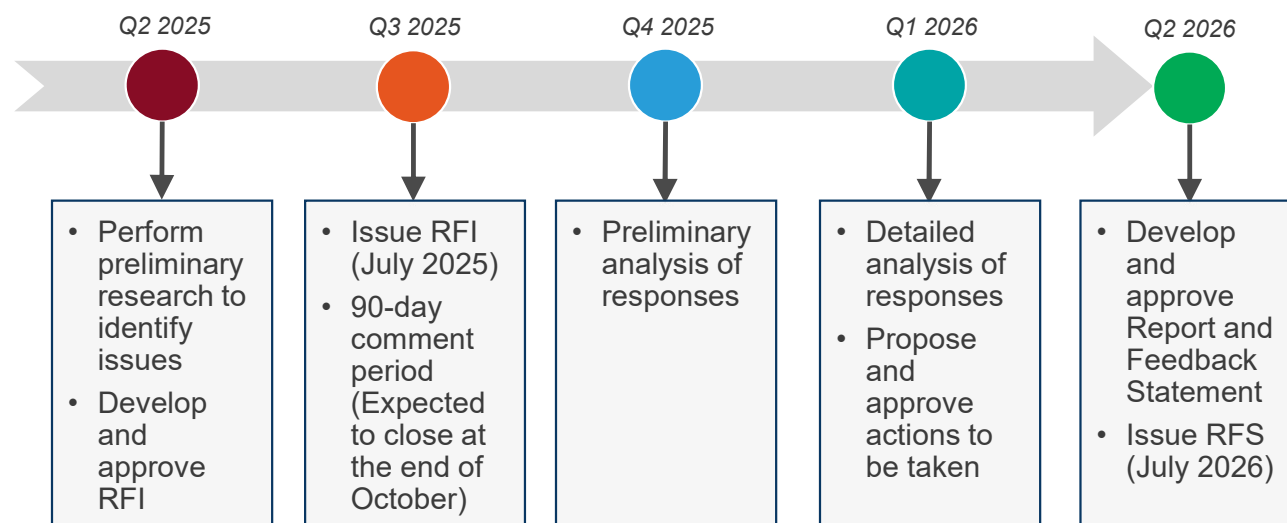 Q2 2025
Q3 2025
Q4 2025
Q1 2026
Q2 2026
• Perform
preliminary
research to
identify
issues
• Develop
and
approve
RFI
• Issue RFI
(July 2025)
• 90-day
comment
period
(Expected
to close at
the end of
October)
• Preliminary
analysis of
responses
• Detailed
analysis of
responses
• Propose
and
approve
actions to
be taken
• Develop
and
approve
Report and
Feedback
Statement
• Issue RFS
(July 2026)